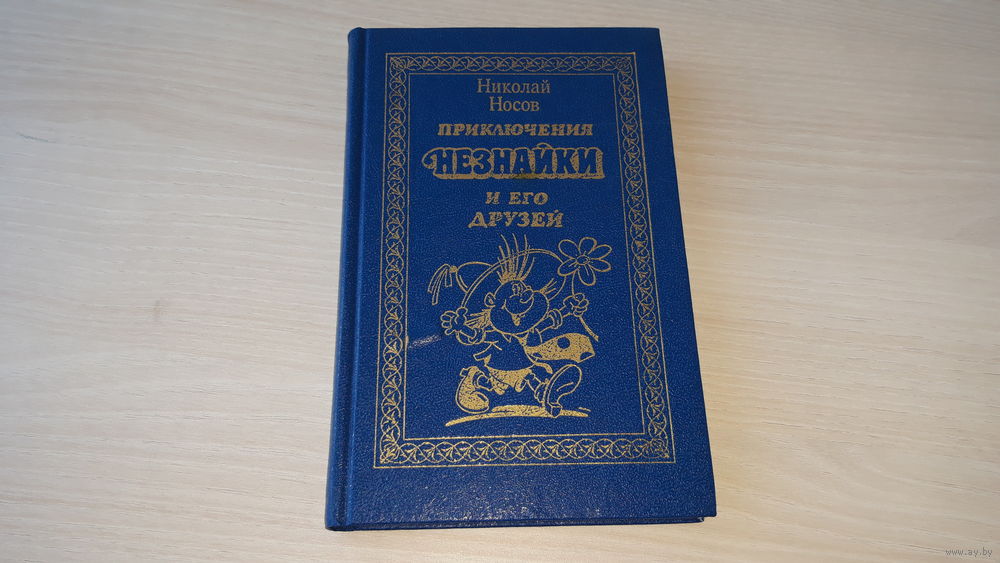 Николай
Носов
ПРИКЛЮЧЕНИЯ
НЕЗНАЙКИ
И ЕГО
ДРУЗЕЙ
www.ay.by